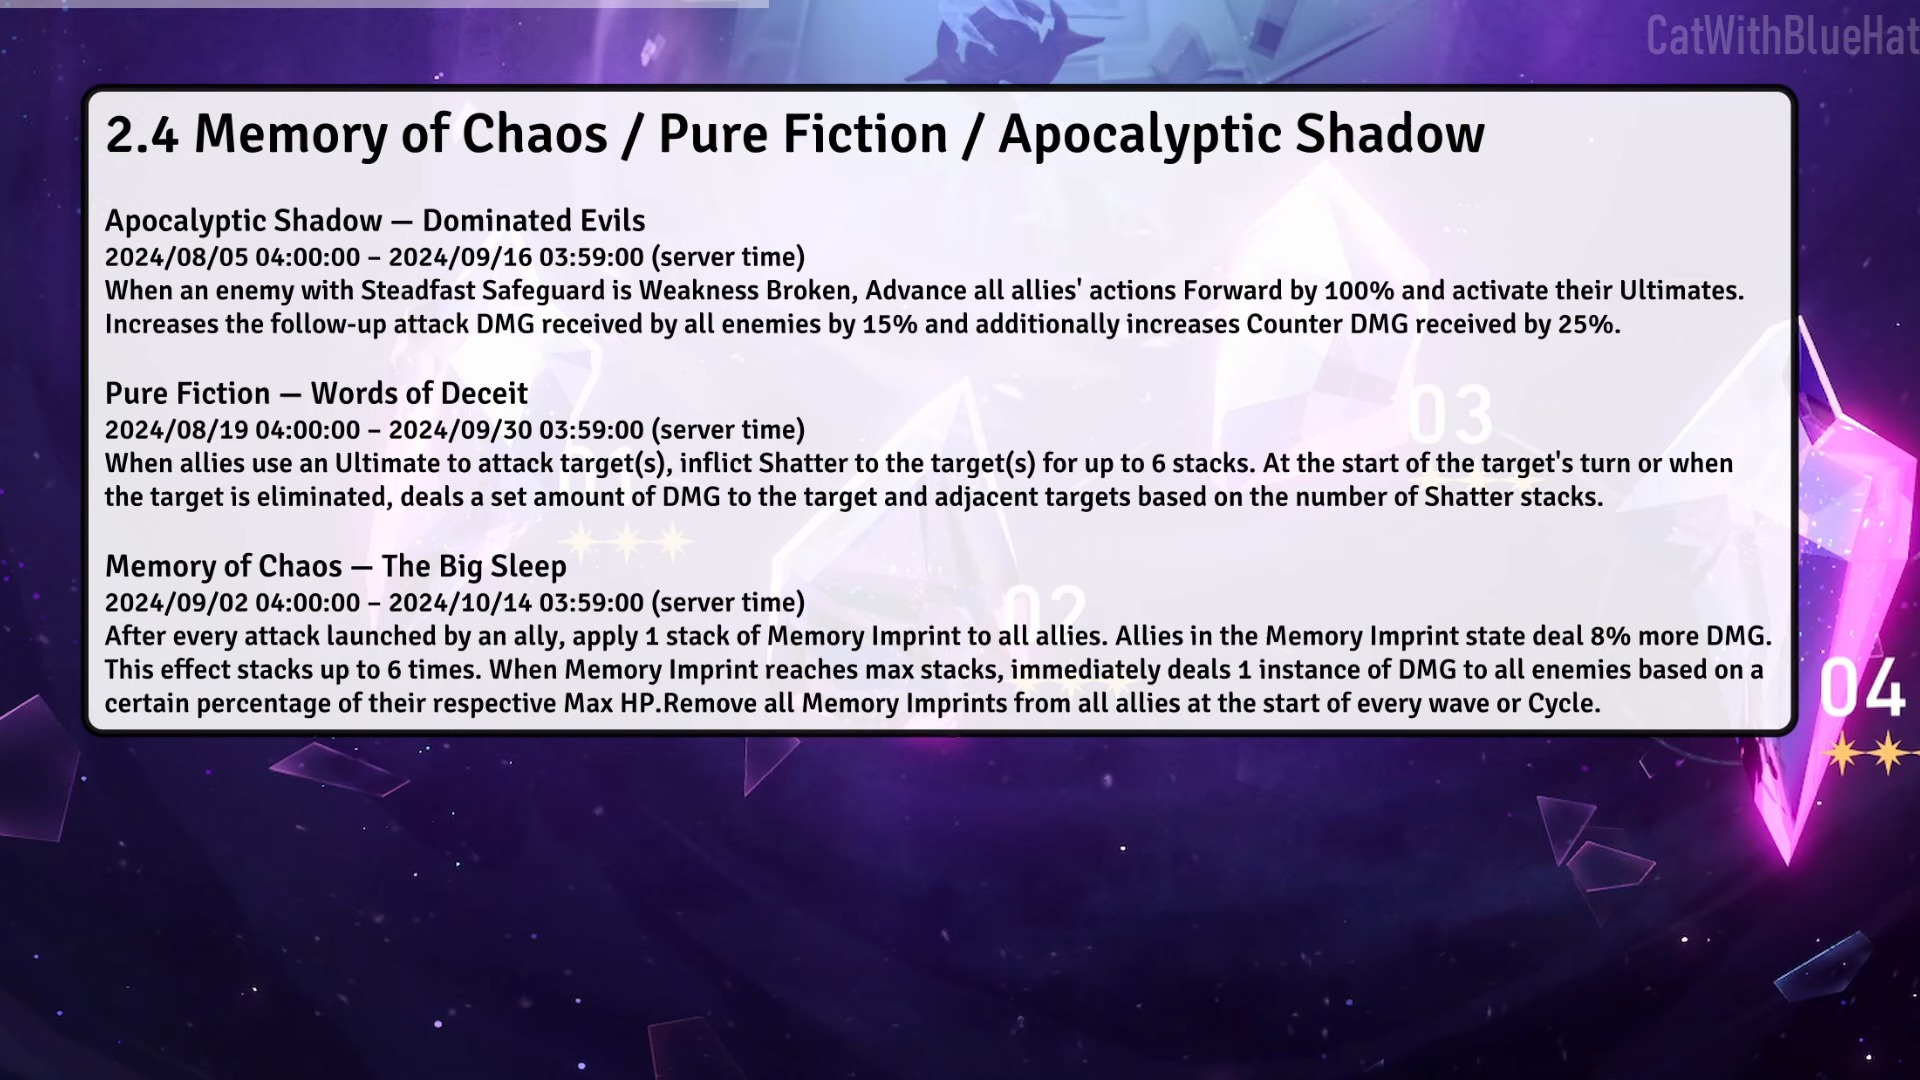 CatWithBlueHat
2.4 Memory of Chaos / Pure Fiction / Apocalyptic Shadow
Apocalyptic Shadow — Dominated Evils
2024/08/05 04:00:00 – 2024/09/16 03:59:00 (server time)
When an enemy with Steadfast Safeguard is Weakness Broken, Advance all allies' actions Forward by 100% and activate their Ultimates.
Increases the follow-up attack DMG received by all enemies by 15% and additionally increases Counter DMG received by 25%.
Pure Fiction — Words of Deceit
2024/08/19 04:00:00 – 2024/09/30 03:59:00 (server time)
When allies use an Ultimate to attack target(s), inflict Shatter to the target(s) for up to 6 stacks. At the start of the target's turn or when
the target is eliminated, deals a set amount of DMG to the target and adjacent targets based on the number of Shatter stacks.
Memory of Chaos — The Big Sleep
2024/09/02 04:00:00 – 2024/10/14 03:59:00 (server time)
After every attack launched by an ally, apply 1 stack of Memory Imprint to all allies. Allies in the Memory Imprint state deal 8% more DMG.
This effect stacks up to 6 times. When Memory Imprint reaches max stacks, immediately deals 1 instance of DMG to all enemies based on a
certain percentage of their respective Max HP.Remove all Memory Imprints from all allies at the start of every wave or Cycle.
01
02
03
04